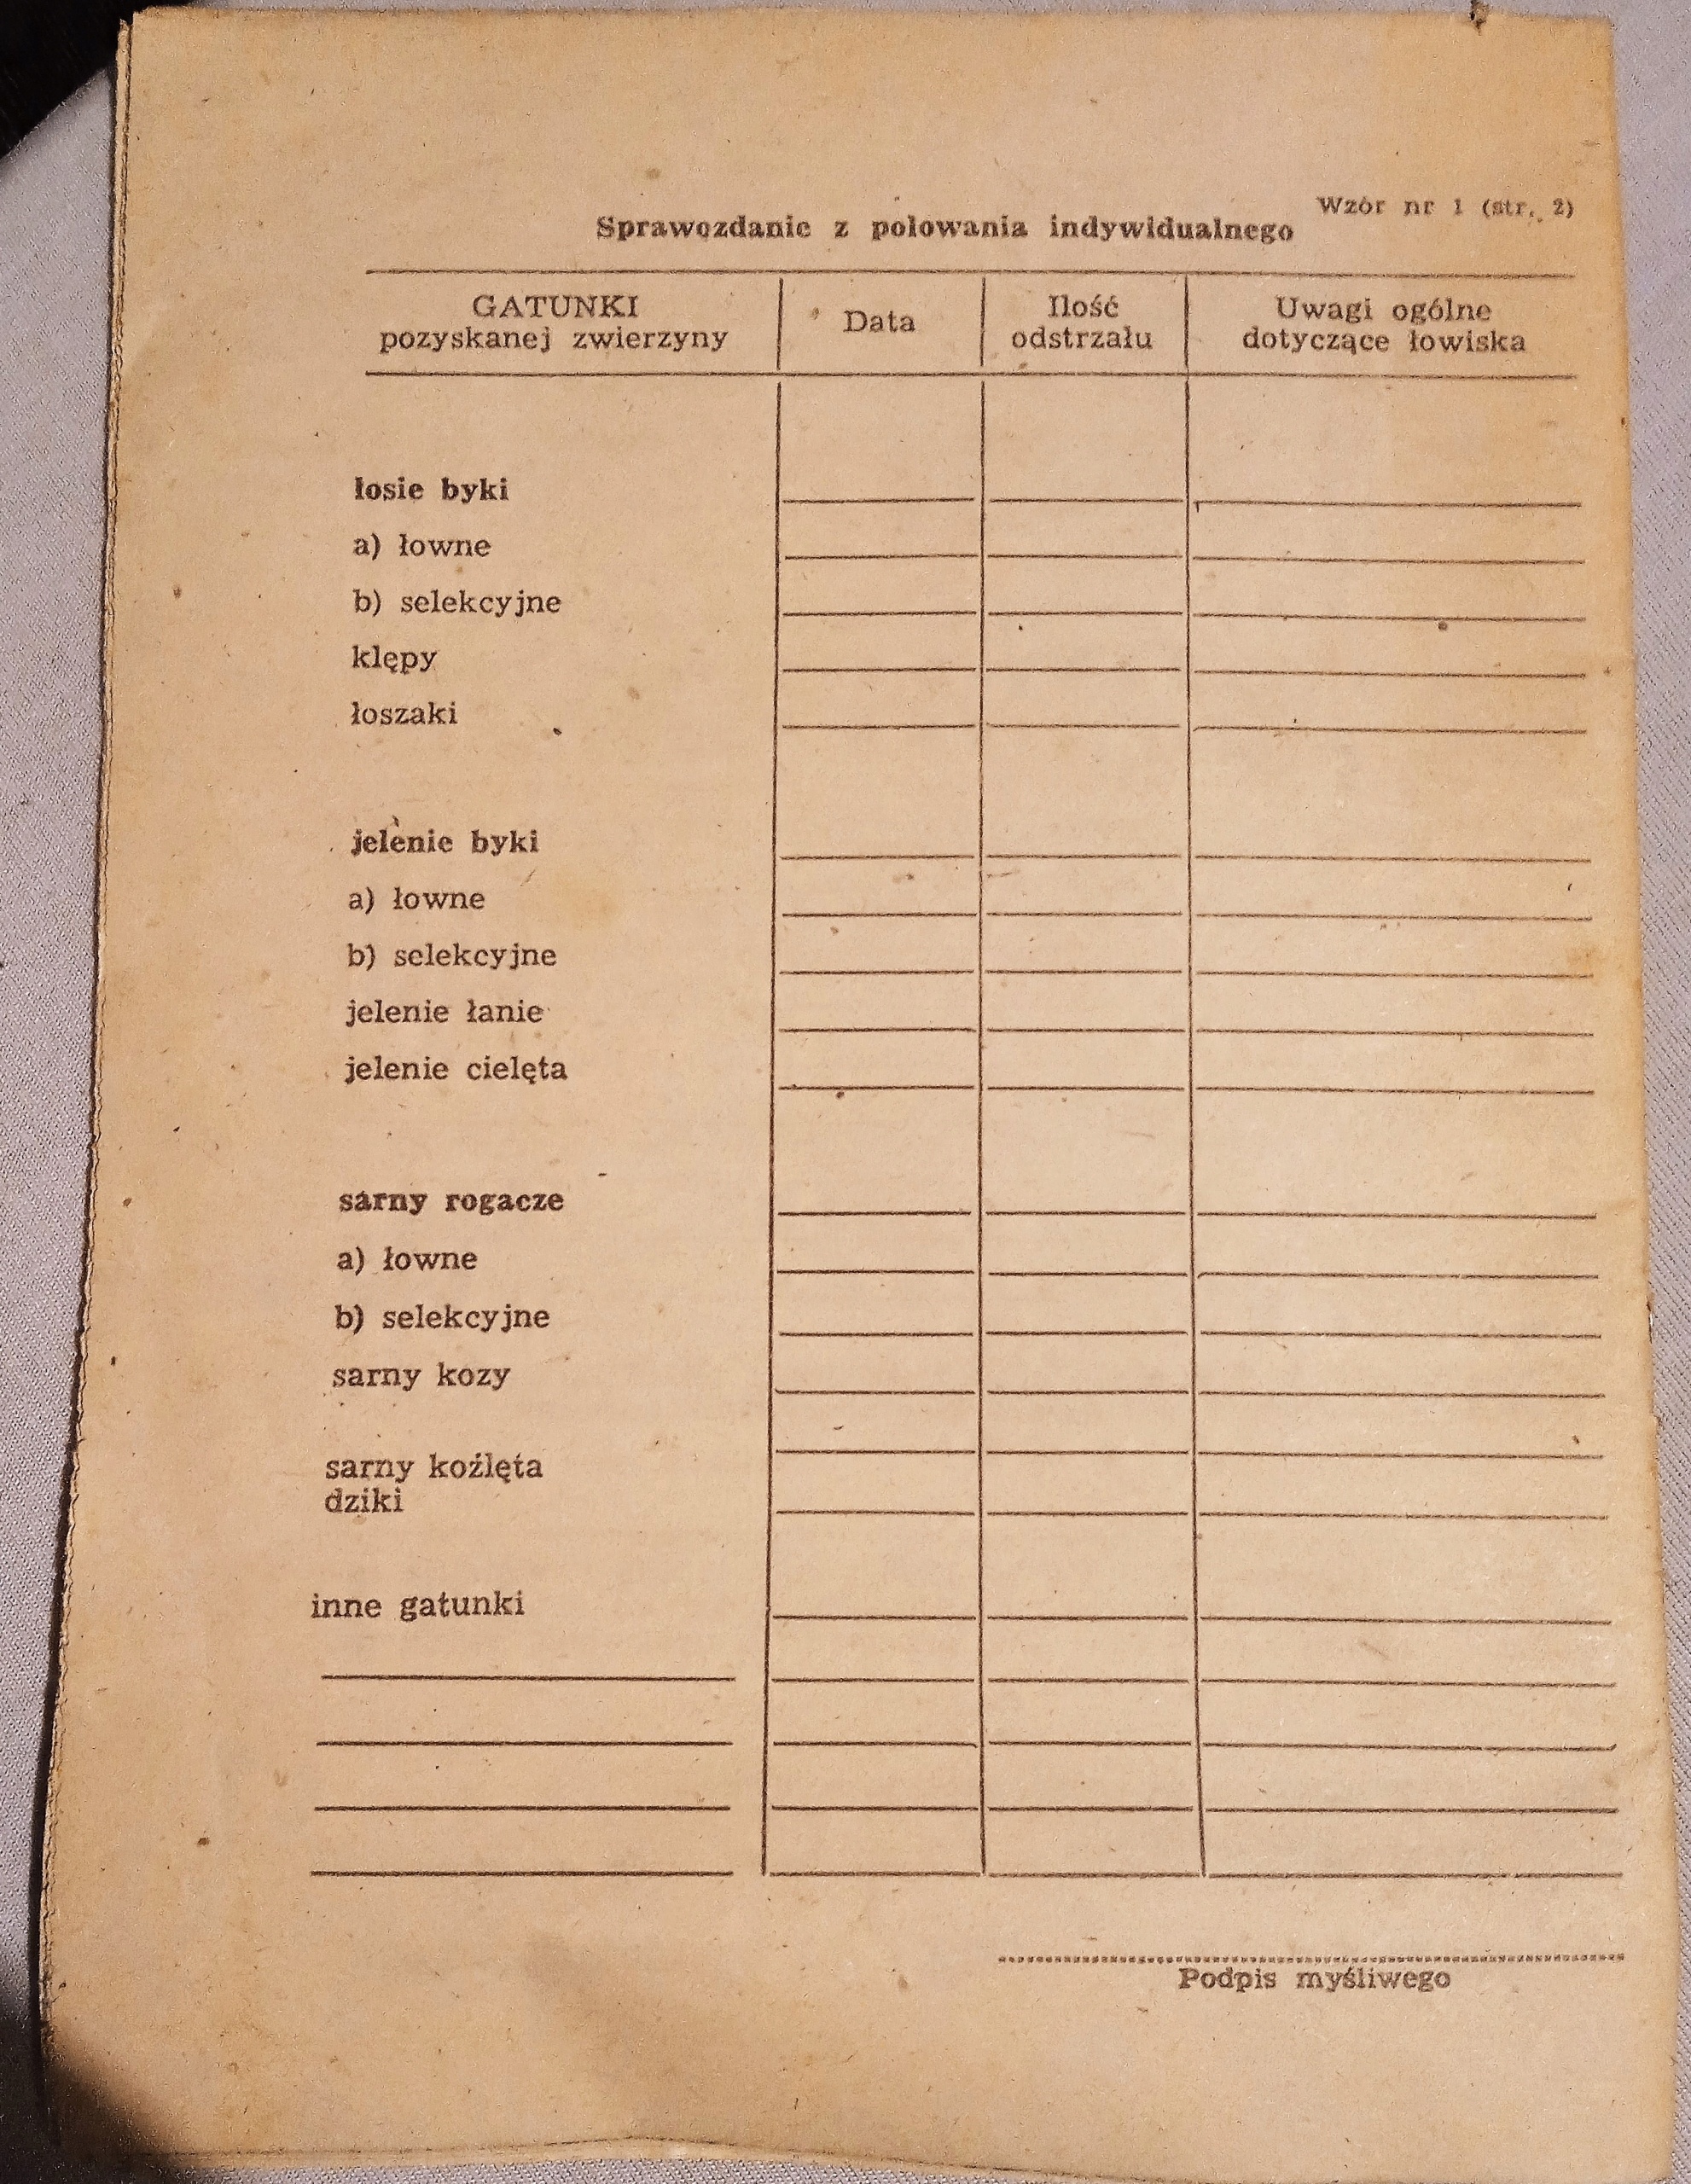 Wzór nr 1 (str. 2)
Sprawozdanie z polowania indywidualnego
GATUNKI
pozyskanej zwierzyny
Data
Ilość
odstrzału
Uwagi ogólne
dotyczące łowiska
łosie byki
a) łowne
b) selekcyjne
klępy
łoszaki
jelenie byki
a) łowne
b) selekcyjne
jelenie łanie
jelenie cielęta
sarny rogacze
a) łowne
b) selekcyjne
sarny kozy
sarny koźlęta
dziki
inne gatunki
Podpis myśliwego